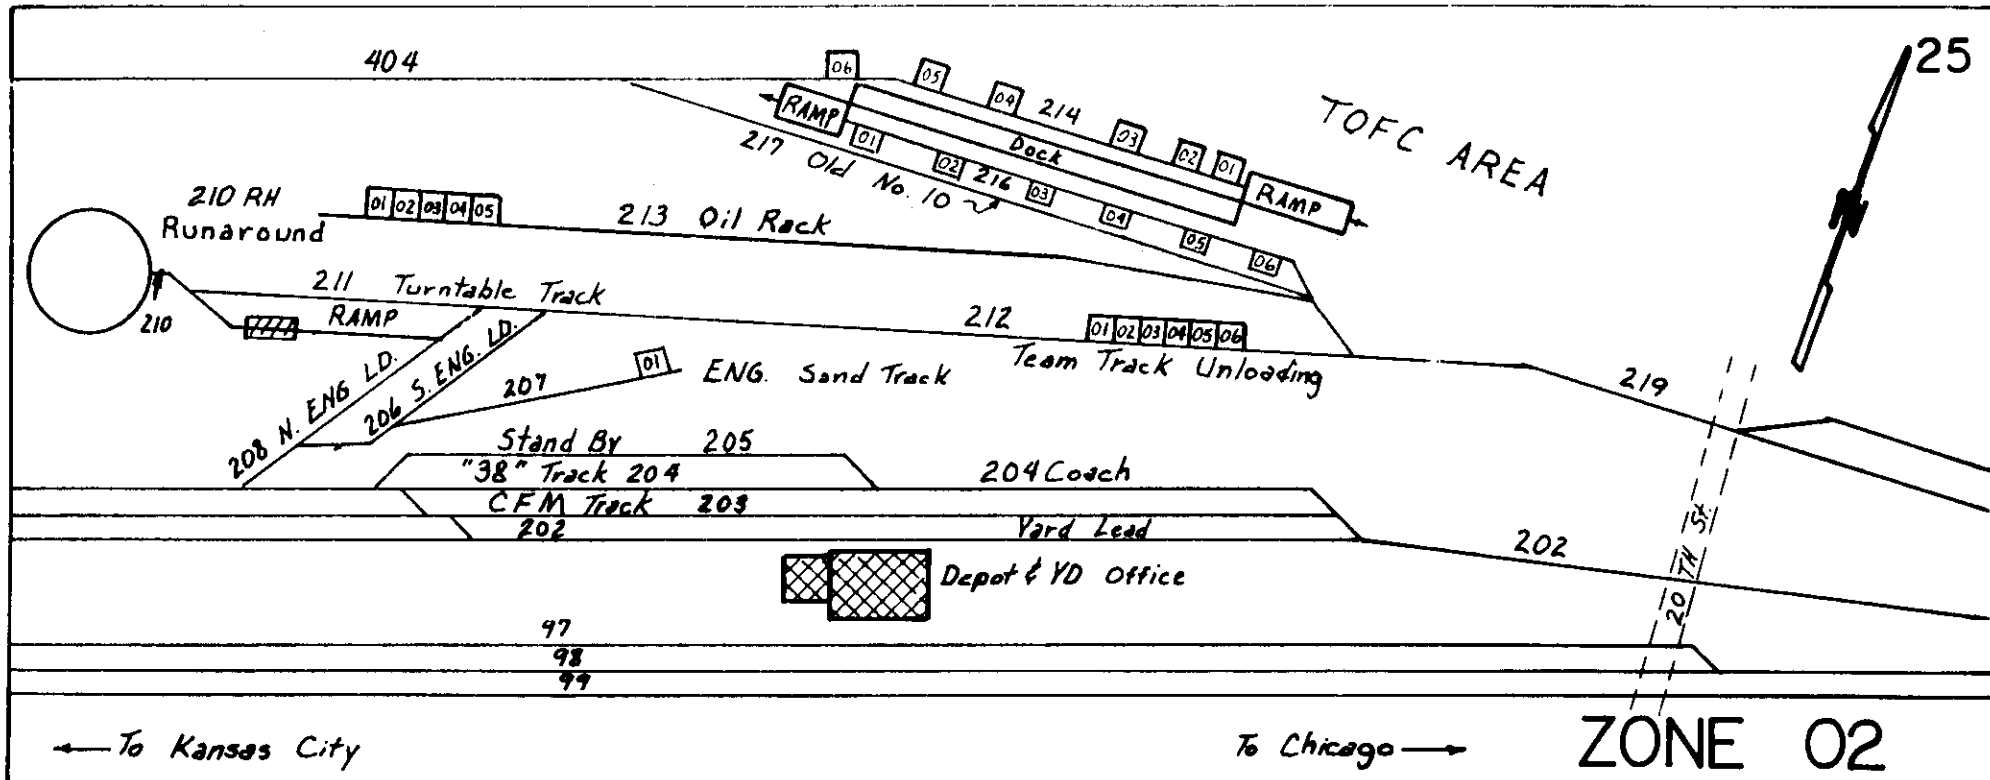 404
25
06
05
04
214
03
02
01
TOFC AREA
RAMP
Dock
RAMP
01
02
216
03
04
05
06
217 Old No. 10
210 RH
Runaround
01 02 03 04 05
213 Oil Rack
211 Turntable Track
210
RAMP
212
01 02 03 04 05 06
Team Track Unloading
208 N. ENG LD.
206 S. ENG. LD.
207
01
ENG. Sand Track
219
Stand By 205
"38" Track 204
204 Coach
CFM Track 203
202
Yard Lead
202
20TH St.
Depot & YD Office
97
98
99
To Kansas City
To Chicago
ZONE 02